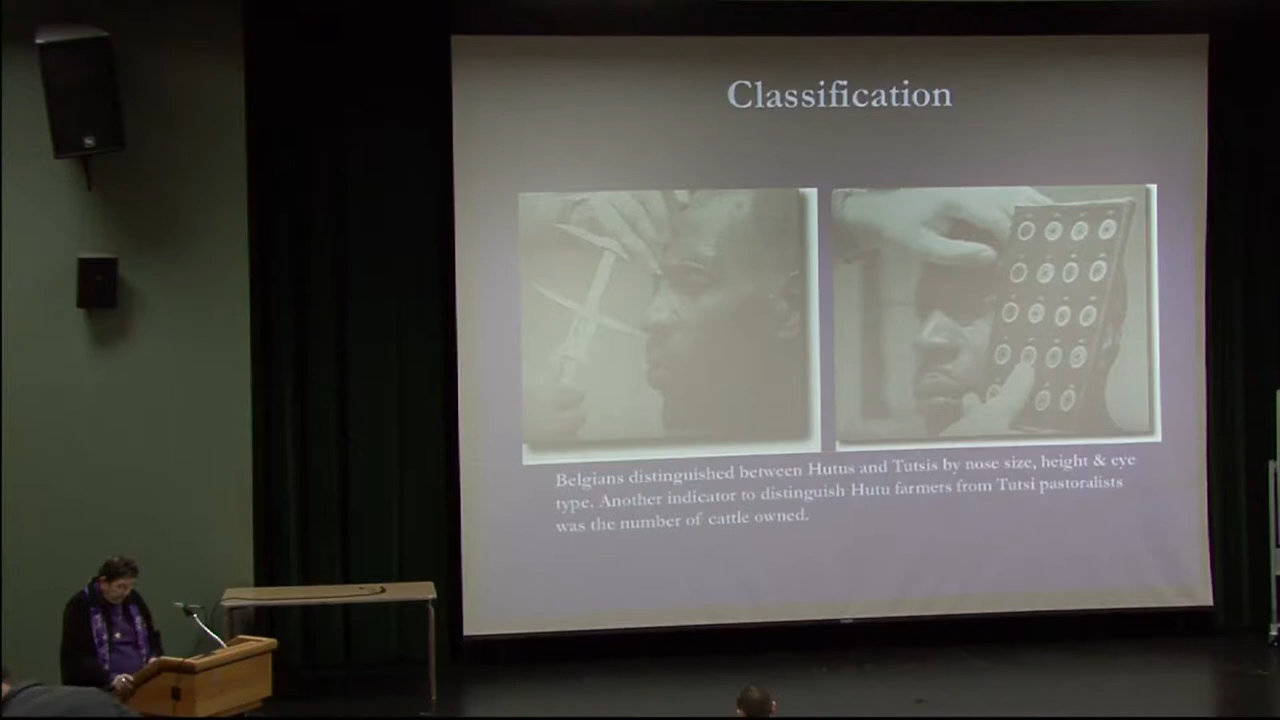 Classification
Belgians distinguished between Hutus and Tutsis by nose size, height & eye
type. Another indicator to distinguish Hutu farmers from Tutsi pastoralists
was the number of cattle owned.